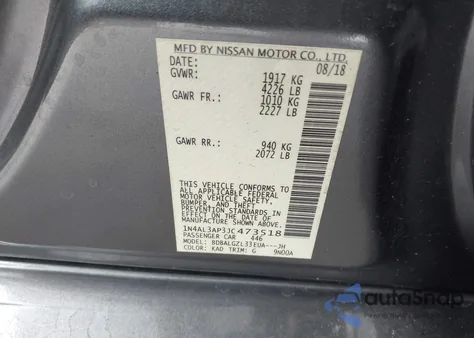 MFD BY NISSAN MOTOR CO., LTD.
DATE: 08/18
GVWR: 1917 KG
4226 LB
GAWR FR.: 1010 KG
2227 LB
GAWR RR.: 940 KG
2072 LB
THIS VEHICLE CONFORMS TO
ALL APPLICABLE FEDERAL
MOTOR VEHICLE SAFETY,
BUMPER, AND THEFT
PREVENTION STANDARDS
IN EFFECT ON THE DATE OF
MANUFACTURE SHOWN ABOVE.
1N4AL3AP3JC473518
PASSENGER CAR 446
MODEL: BDBALGZL33EUA---JH
COLOR: KAD TRIM: G 9N00A
autoSnap